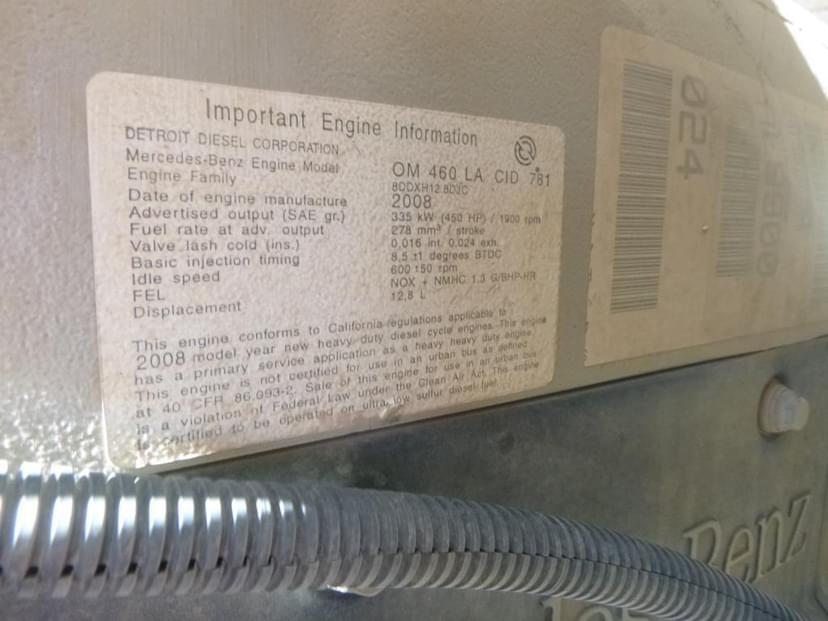 Important Engine Information
DETROIT DIESEL CORPORATION
Mercedes-Benz Engine Model OM 460 LA CID 781
Engine Family 8DDXH12.8DJC
Date of engine manufacture 2008
Advertised output (SAE gr.) 335 kW (450 HP) / 1900 rpm
Fuel rate at adv. output 278 mm³ / stroke
Valve lash cold (ins.) 0,016 int. 0,024 exh.
Basic injection timing 8,5 ±1 degrees BTDC
Idle speed 600 ±50 rpm
FEL NOX + NMHC 1.3 G/BHP-HR
Displacement 12,8 L
This engine conforms to California regulations applicable to
2008 model year new heavy duty diesel cycle engines. This engine
has a primary service application as a heavy heavy duty engine.
This engine is not certified for use in an urban bus as defined
at 40 CFR 86.093-2. Sale of this engine for use in an urban bus
is a violation of Federal Law under the Clean Air Act. This engine
is certified to be operated on ultra low sulfur diesel fuel.
054
Benz